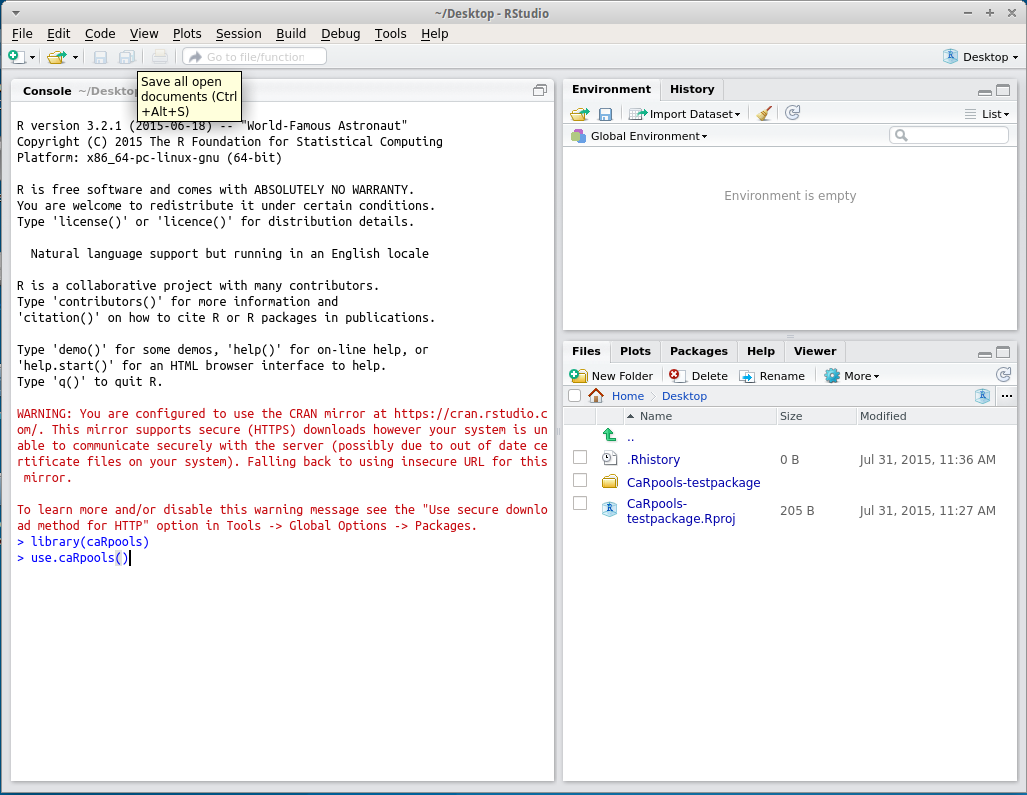 ~/Desktop - RStudio
File Edit Code View Plots Session Build Debug Tools Help
Go to file/function
Desktop
Save all open
documents (Ctrl
+Alt+S)
Console ~/Desktop
R version 3.2.1 (2015-06-18) -- "World-Famous Astronaut"
Copyright (C) 2015 The R Foundation for Statistical Computing
Platform: x86_64-pc-linux-gnu (64-bit)
R is free software and comes with ABSOLUTELY NO WARRANTY.
You are welcome to redistribute it under certain conditions.
Type 'license()' or 'licence()' for distribution details.
Natural language support but running in an English locale
R is a collaborative project with many contributors.
Type 'contributors()' for more information and
'citation()' on how to cite R or R packages in publications.
Type 'demo()' for some demos, 'help()' for on-line help, or
'help.start()' for an HTML browser interface to help.
Type 'q()' to quit R.
WARNING: You are configured to use the CRAN mirror at https://cran.rstudio.c
om/. This mirror supports secure (HTTPS) downloads however your system is un
able to communicate securely with the server (possibly due to out of date ce
rtificate files on your system). Falling back to using insecure URL for this
mirror.
To learn more and/or disable this warning message see the "Use secure downlo
ad method for HTTP" option in Tools -> Global Options -> Packages.
> library(caRpools)
> use.caRpools()
Environment History
Import Dataset List
Global Environment
Environment is empty
Files Plots Packages Help Viewer
New Folder Delete Rename More
Home Desktop ...
Name Size Modified
..
.Rhistory 0 B Jul 31, 2015, 11:36 AM
CaRpools-testpackage
CaRpools-
testpackage.Rproj 205 B Jul 31, 2015, 11:27 AM